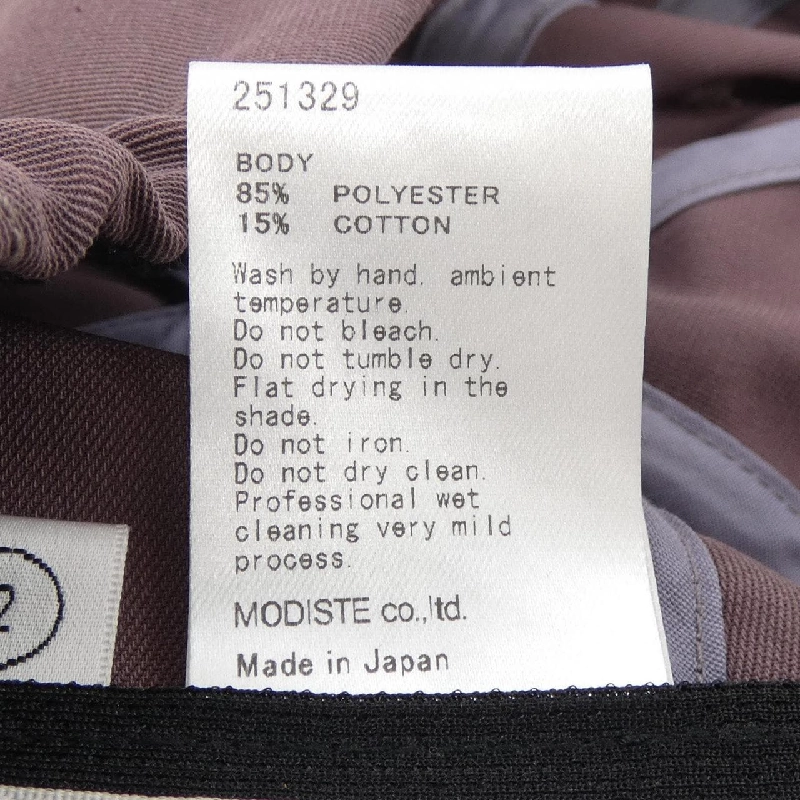 251329
BODY
85% POLYESTER
15% COTTON
Wash by hand. ambient
temperature.
Do not bleach.
Do not tumble dry.
Flat drying in the
shade.
Do not iron.
Do not dry clean.
Professional wet
cleaning very mild
process.
MODISTE co.,ltd.
Made in Japan
2